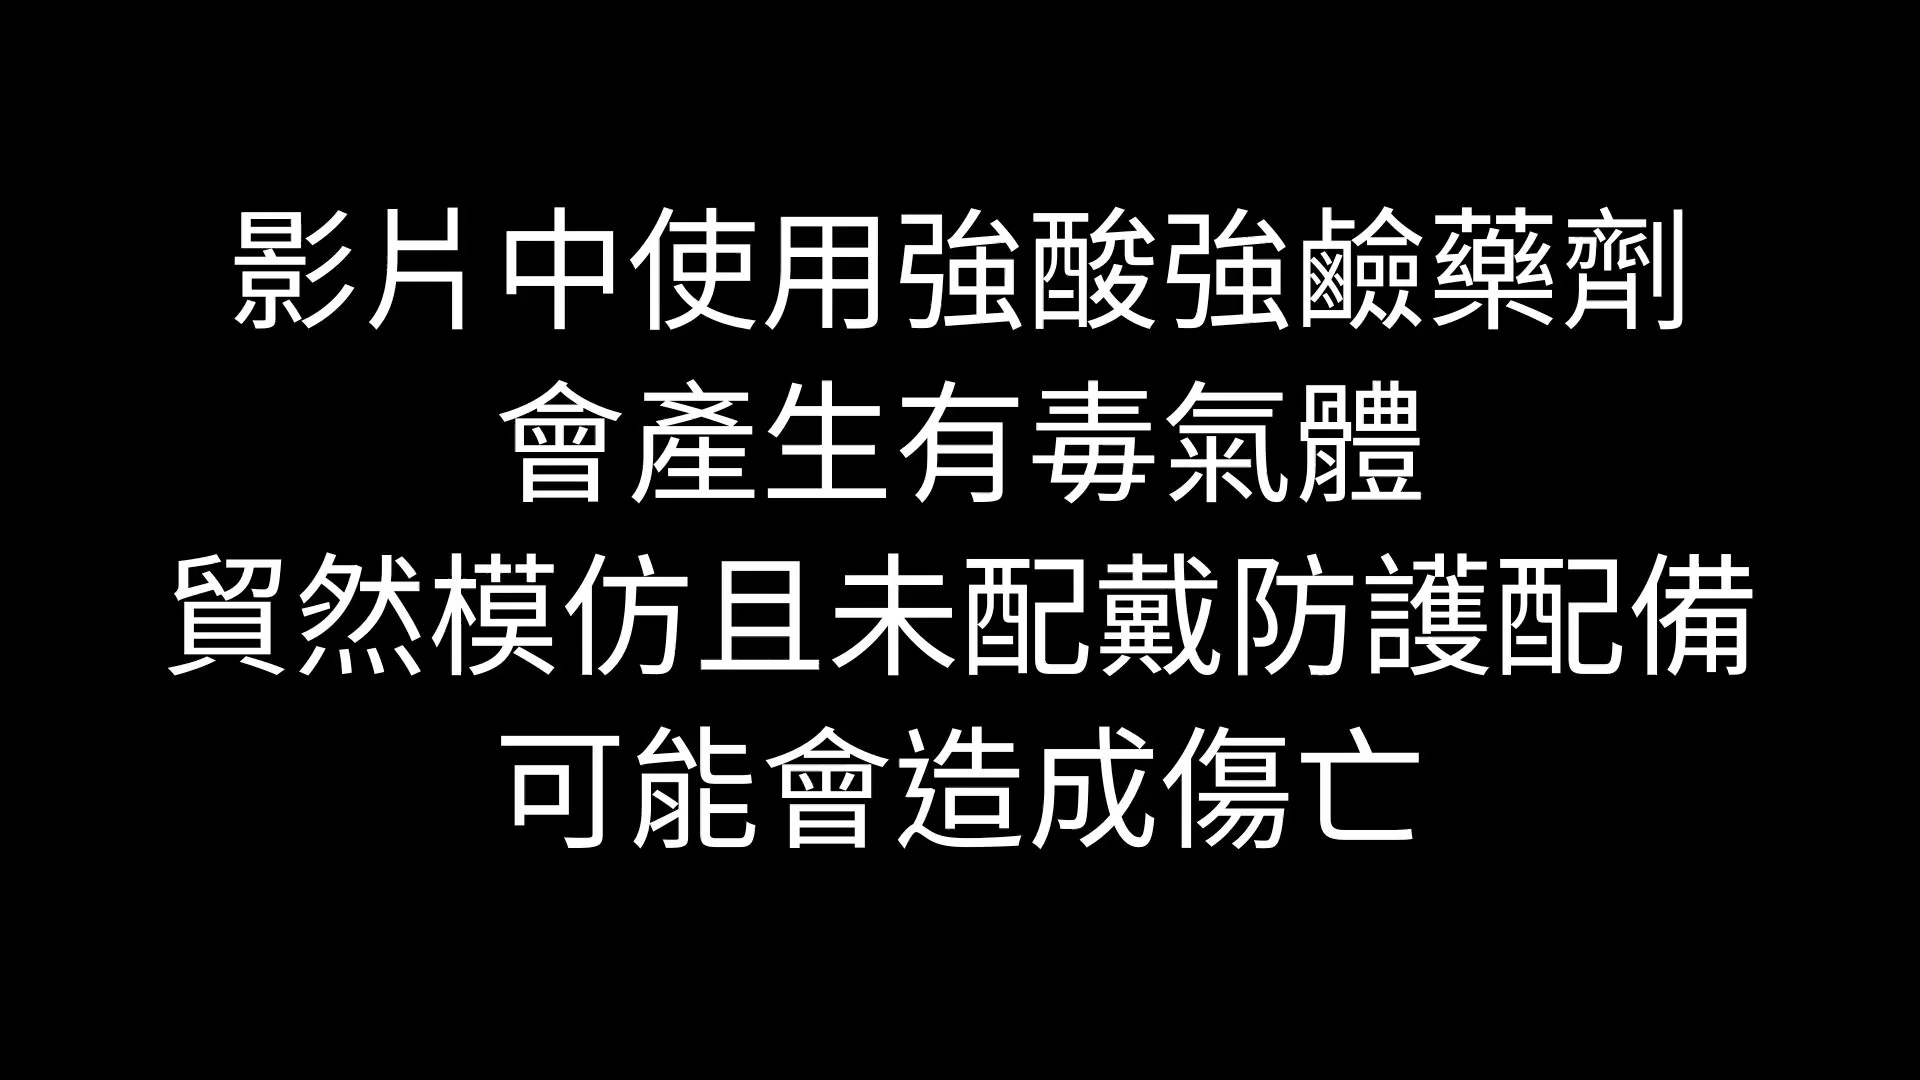 影片中使用強酸強鹼藥劑
會產生有毒氣體
貿然模仿且未配戴防護配備
可能會造成傷亡